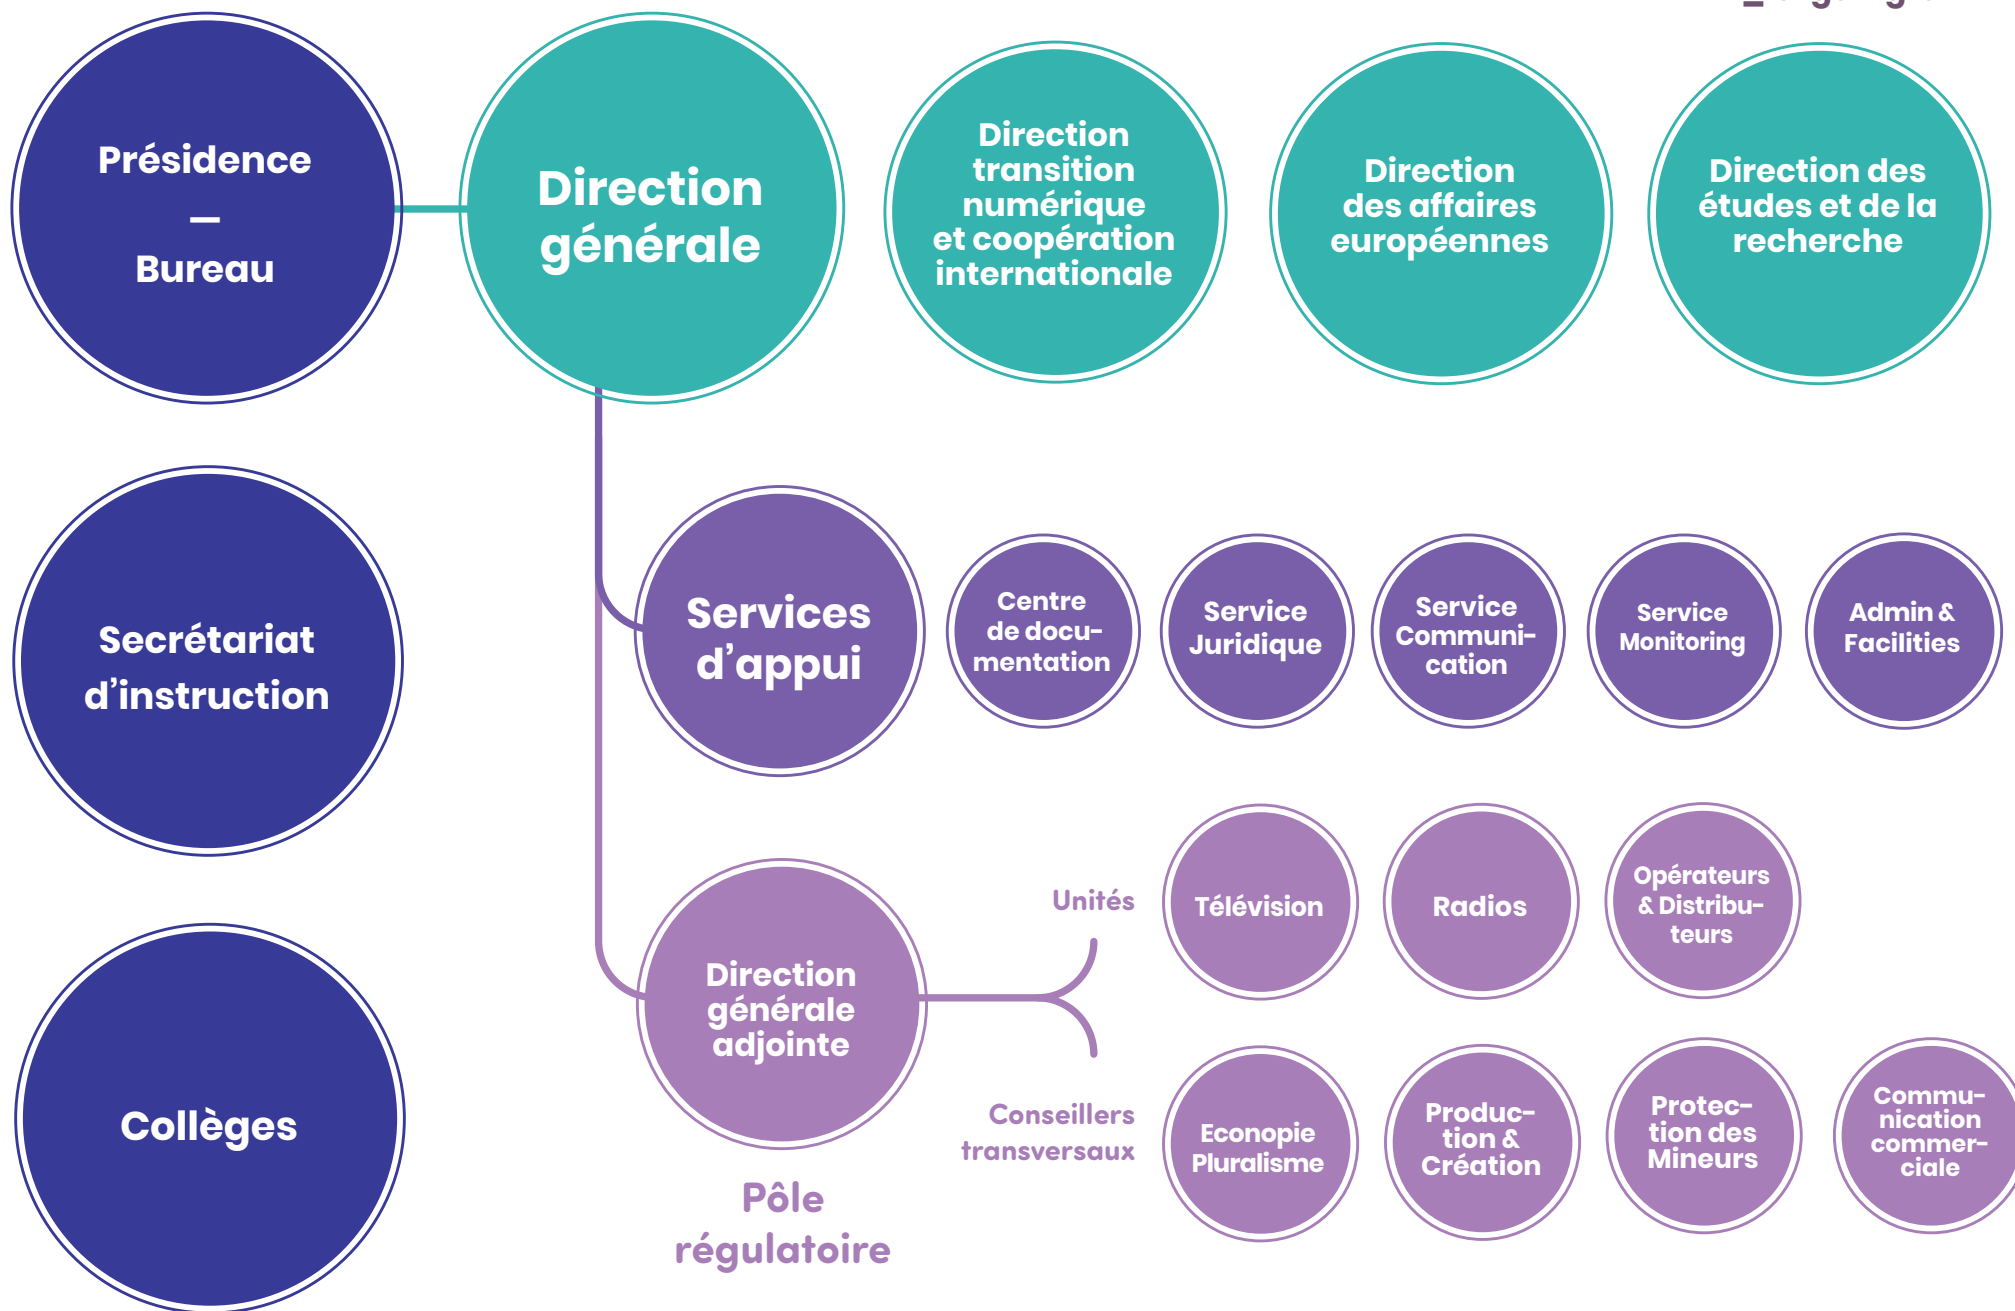 Présidence
—
Bureau
Direction
générale
Direction
transition
numérique
et coopération
internationale
Direction
des affaires
européennes
Direction des
études et de la
recherche
Secrétariat
d’instruction
Services
d’appui
Centre
de docu-
mentation
Service
Juridique
Service
Communi-
cation
Service
Monitoring
Admin &
Facilities
Collèges
Direction
générale
adjointe
Pôle
régulatoire
Unités
Télévision
Radios
Opérateurs
& Distribu-
teurs
Conseillers
transversaux
Econopie
Pluralisme
Produc-
tion &
Création
Protec-
tion des
Mineurs
Commu-
nication
commer-
ciale